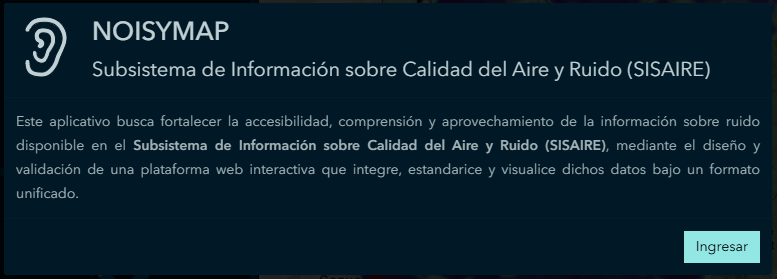 NOISYMAP
Subsistema de Información sobre Calidad del Aire y Ruido (SISAIRE)
Este aplicativo busca fortalecer la accesibilidad, comprensión y aprovechamiento de la información sobre ruido
disponible en el Subsistema de Información sobre Calidad del Aire y Ruido (SISAIRE), mediante el diseño y
validación de una plataforma web interactiva que integre, estandarice y visualice dichos datos bajo un formato
unificado.
Ingresar